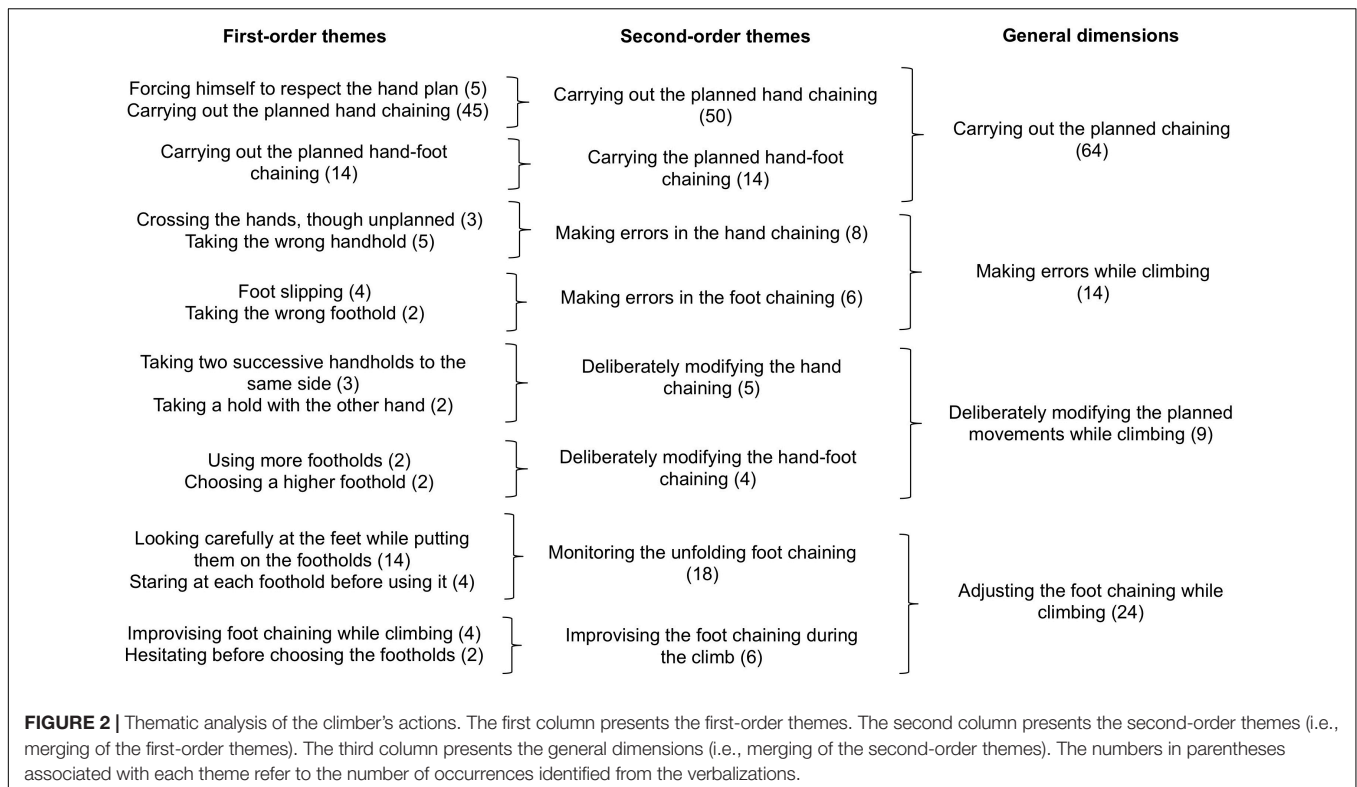 First-order themes
Second-order themes
General dimensions
Forcing himself to respect the hand plan (5)
Carrying out the planned hand chaining (45)
Carrying out the planned hand chaining
(50)
Carrying out the planned chaining
(64)
Carrying out the planned hand-foot
chaining (14)
Carrying the planned hand-foot
chaining (14)
Crossing the hands, though unplanned (3)
Taking the wrong handhold (5)
Making errors in the hand chaining (8)
Making errors while climbing
(14)
Foot slipping (4)
Taking the wrong foothold (2)
Making errors in the foot chaining (6)
Taking two successive handholds to the
same side (3)
Taking a hold with the other hand (2)
Deliberately modifying the hand
chaining (5)
Deliberately modifying the planned
movements while climbing (9)
Using more footholds (2)
Choosing a higher foothold (2)
Deliberately modifying the hand-foot
chaining (4)
Looking carefully at the feet while putting
them on the footholds (14)
Staring at each foothold before using it (4)
Monitoring the unfolding foot chaining
(18)
Adjusting the foot chaining while
climbing (24)
Improvising foot chaining while climbing (4)
Hesitating before choosing the footholds (2)
Improvising the foot chaining during
the climb (6)
FIGURE 2 | Thematic analysis of the climber's actions. The first column presents the first-order themes. The second column presents the second-order themes (i.e.,
merging of the first-order themes). The third column presents the general dimensions (i.e., merging of the second-order themes). The numbers in parentheses
associated with each theme refer to the number of occurrences identified from the verbalizations.